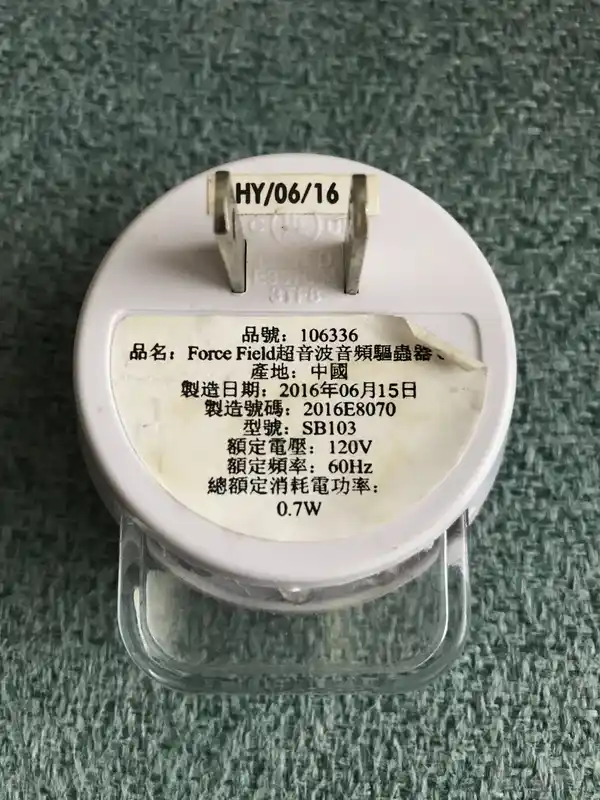 HY/06/16
品號：106336
品名：Force Field超音波音頻驅蟲器
產地：中國
製造日期：2016年06月15日
製造號碼：2016E8070
型號：SB103
額定電壓：120V
額定頻率：60Hz
總額定消耗電功率：
0.7W